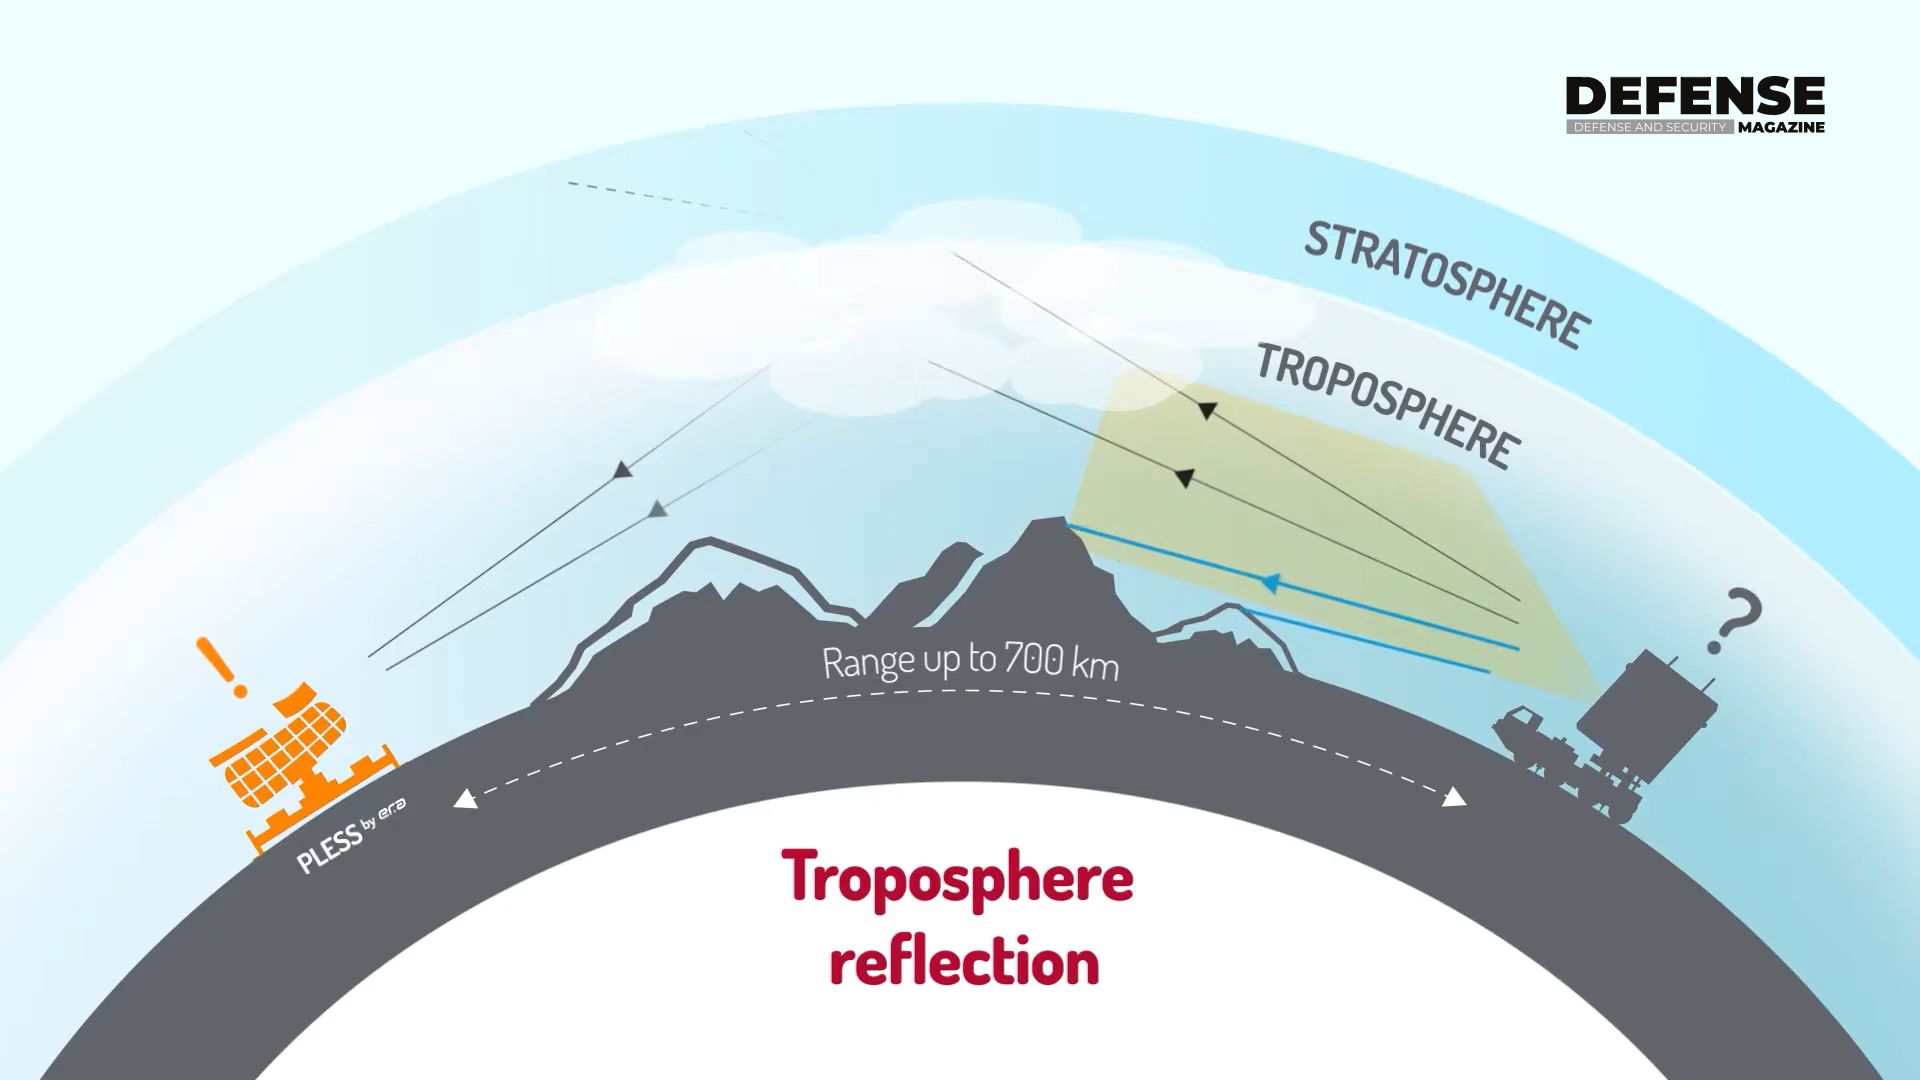 DEFENSE
DEFENSE AND SECURITY MAGAZINE
STRATOSPHERE
TROPOSPHERE
?
!
Range up to 700 km
PLESS by era
Troposphere
reflection